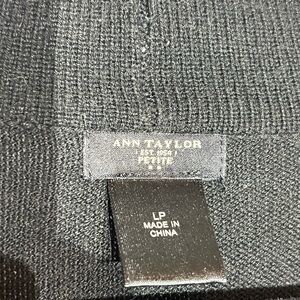 ANN TAYLOR
EST. 1954
PETITE
LP
MADE IN
CHINA